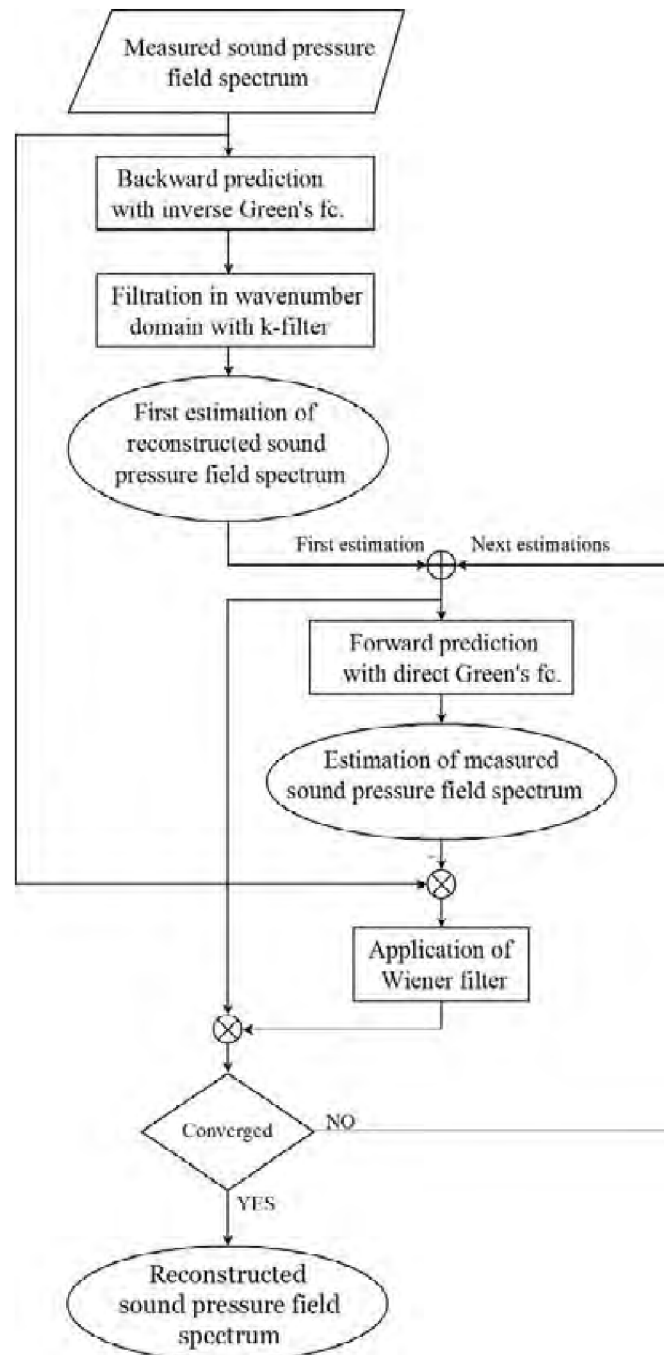 Measured sound pressure
field spectrum
Backward prediction
with inverse Green's fc.
Filtration in wavenumber
domain with k-filter
First estimation of
reconstructed sound
pressure field spectrum
First estimation
Next estimations
Forward prediction
with direct Green's fc.
Estimation of measured
sound pressure field spectrum
-
Application of
Wiener filter
Converged
NO
YES
Reconstructed
sound pressure field
spectrum